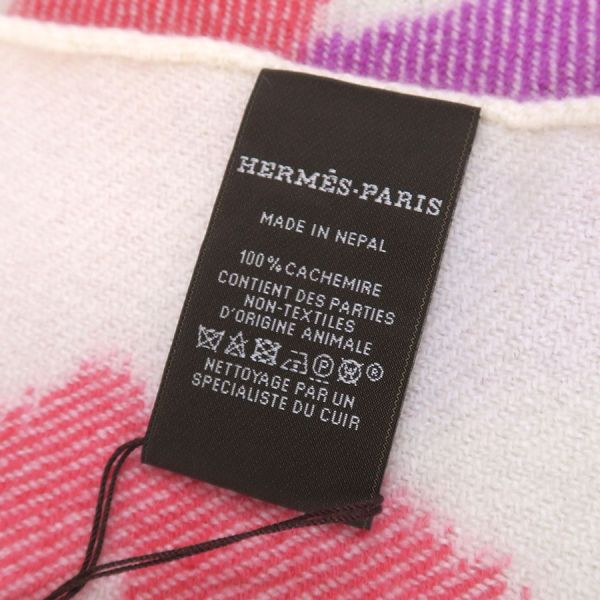 HERMÈS-PARIS
MADE IN NEPAL
100% CACHEMIRE
CONTIENT DES PARTIES
NON-TEXTILES
D'ORIGINE ANIMALE
P ®
NETTOYAGE PAR UN
SPECIALISTE DU CUIR